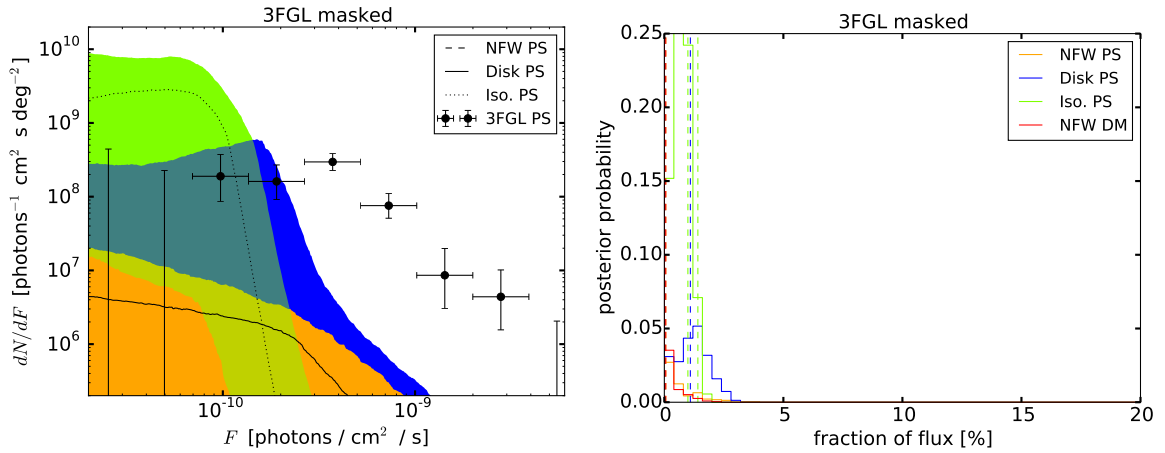 3FGL masked
10^10
10^9
10^8
10^7
10^6
10^-10
10^-9
dN/dF [photons^-1 cm^2 s deg^-2]
F [photons / cm^2 / s]
NFW PS
Disk PS
Iso. PS
3FGL PS
3FGL masked
0.25
0.20
0.15
0.10
0.05
0.00
0
5
10
15
20
posterior probability
fraction of flux [%]
NFW PS
Disk PS
Iso. PS
NFW DM